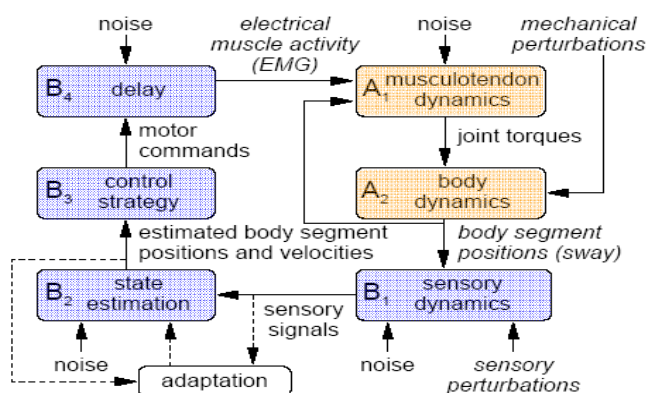 noise
electrical
muscle activity
(EMG)
noise
mechanical
perturbations
B4 delay
A1 musculotendon
dynamics
motor
commands
joint torques
B3 control
strategy
A2 body
dynamics
estimated body segment
positions and velocities
body segment
positions (sway)
B2 state
estimation
sensory
signals
B1 sensory
dynamics
noise
adaptation
noise
sensory
perturbations